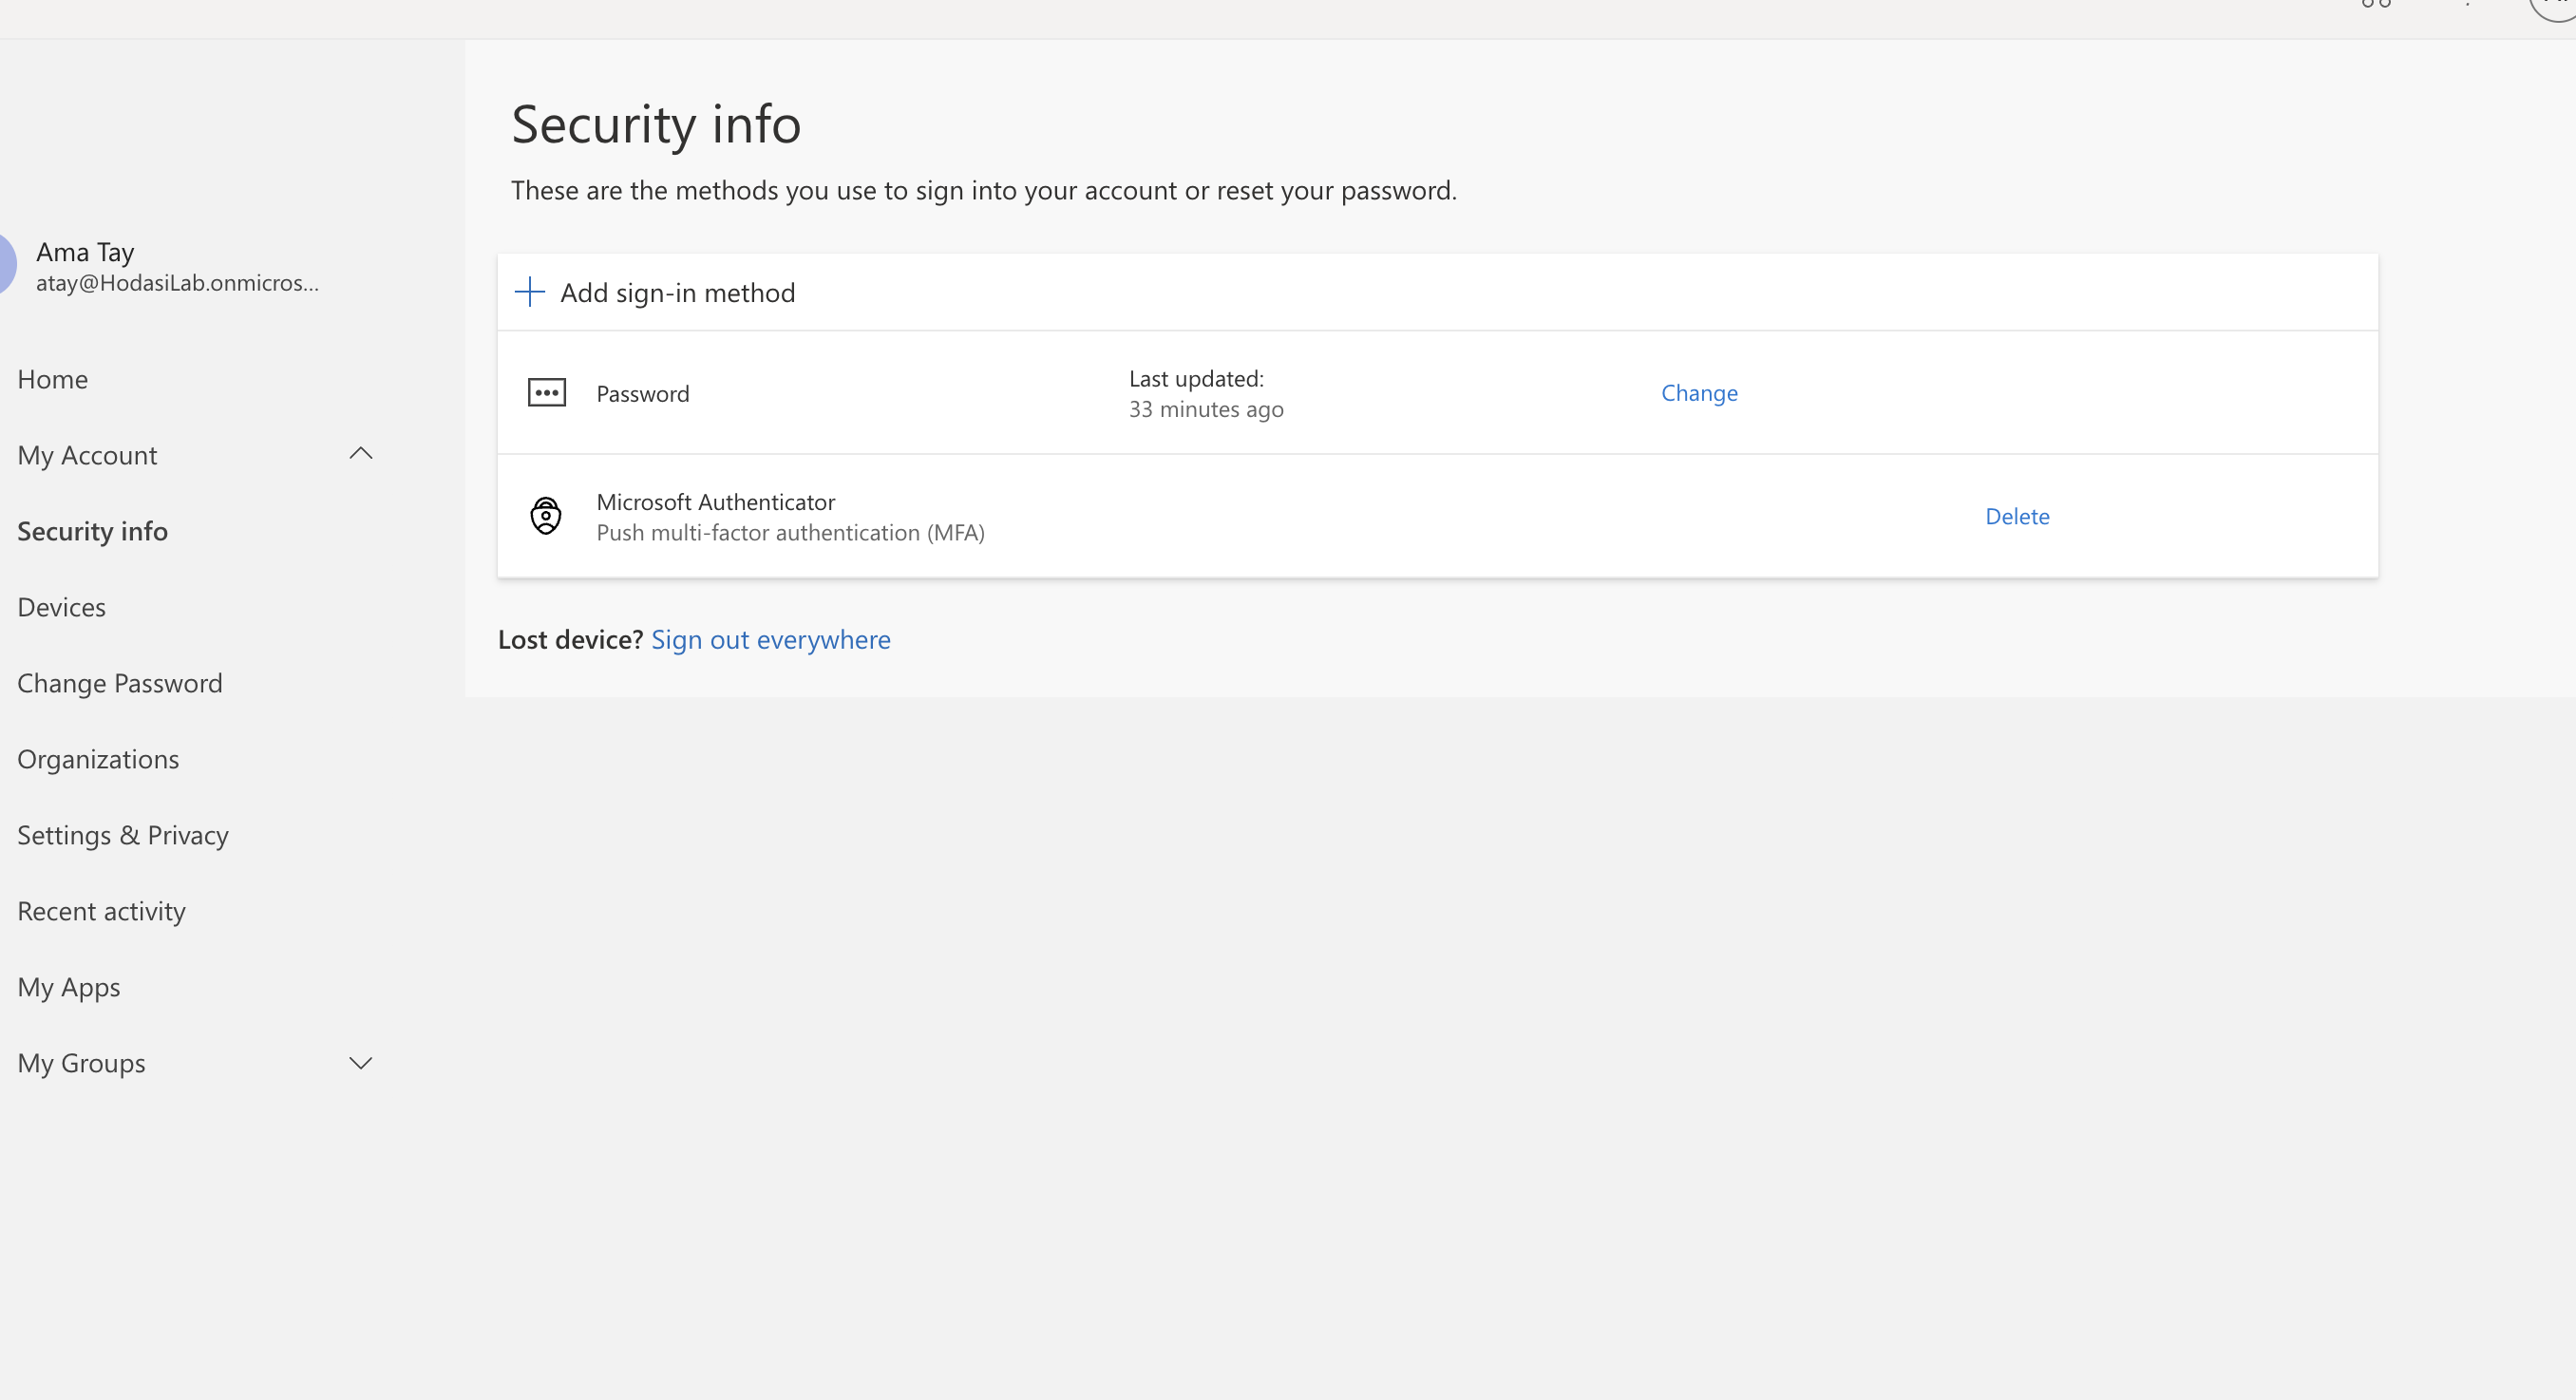 Security info
These are the methods you use to sign into your account or reset your password.
Ama Tay
atay@HodasiLab.onmicros...
Home
My Account
Security info
Devices
Change Password
Organizations
Settings & Privacy
Recent activity
My Apps
My Groups
Add sign-in method
Password
Last updated:
33 minutes ago
Change
Microsoft Authenticator
Push multi-factor authentication (MFA)
Delete
Lost device? Sign out everywhere